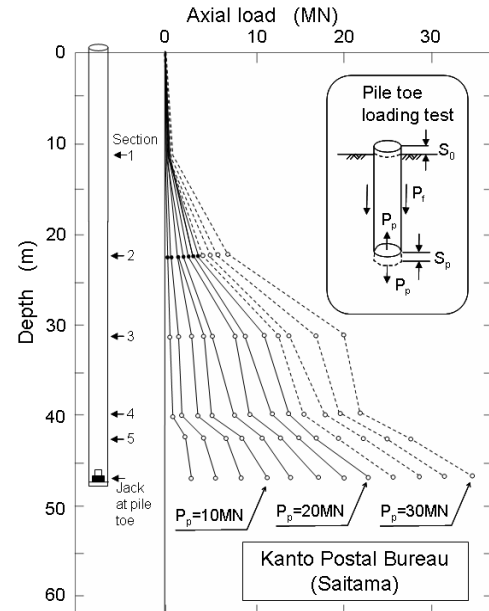 Axial load (MN)
0 10 20 30
Depth (m)
0
10
20
30
40
50
60
Section
1
2
3
4
5
Jack
at pile
toe
Pile toe
loading test
S0
Pf
Pp
Sp
Pp
Pp=10MN
Pp=20MN
Pp=30MN
Kanto Postal Bureau
(Saitama)